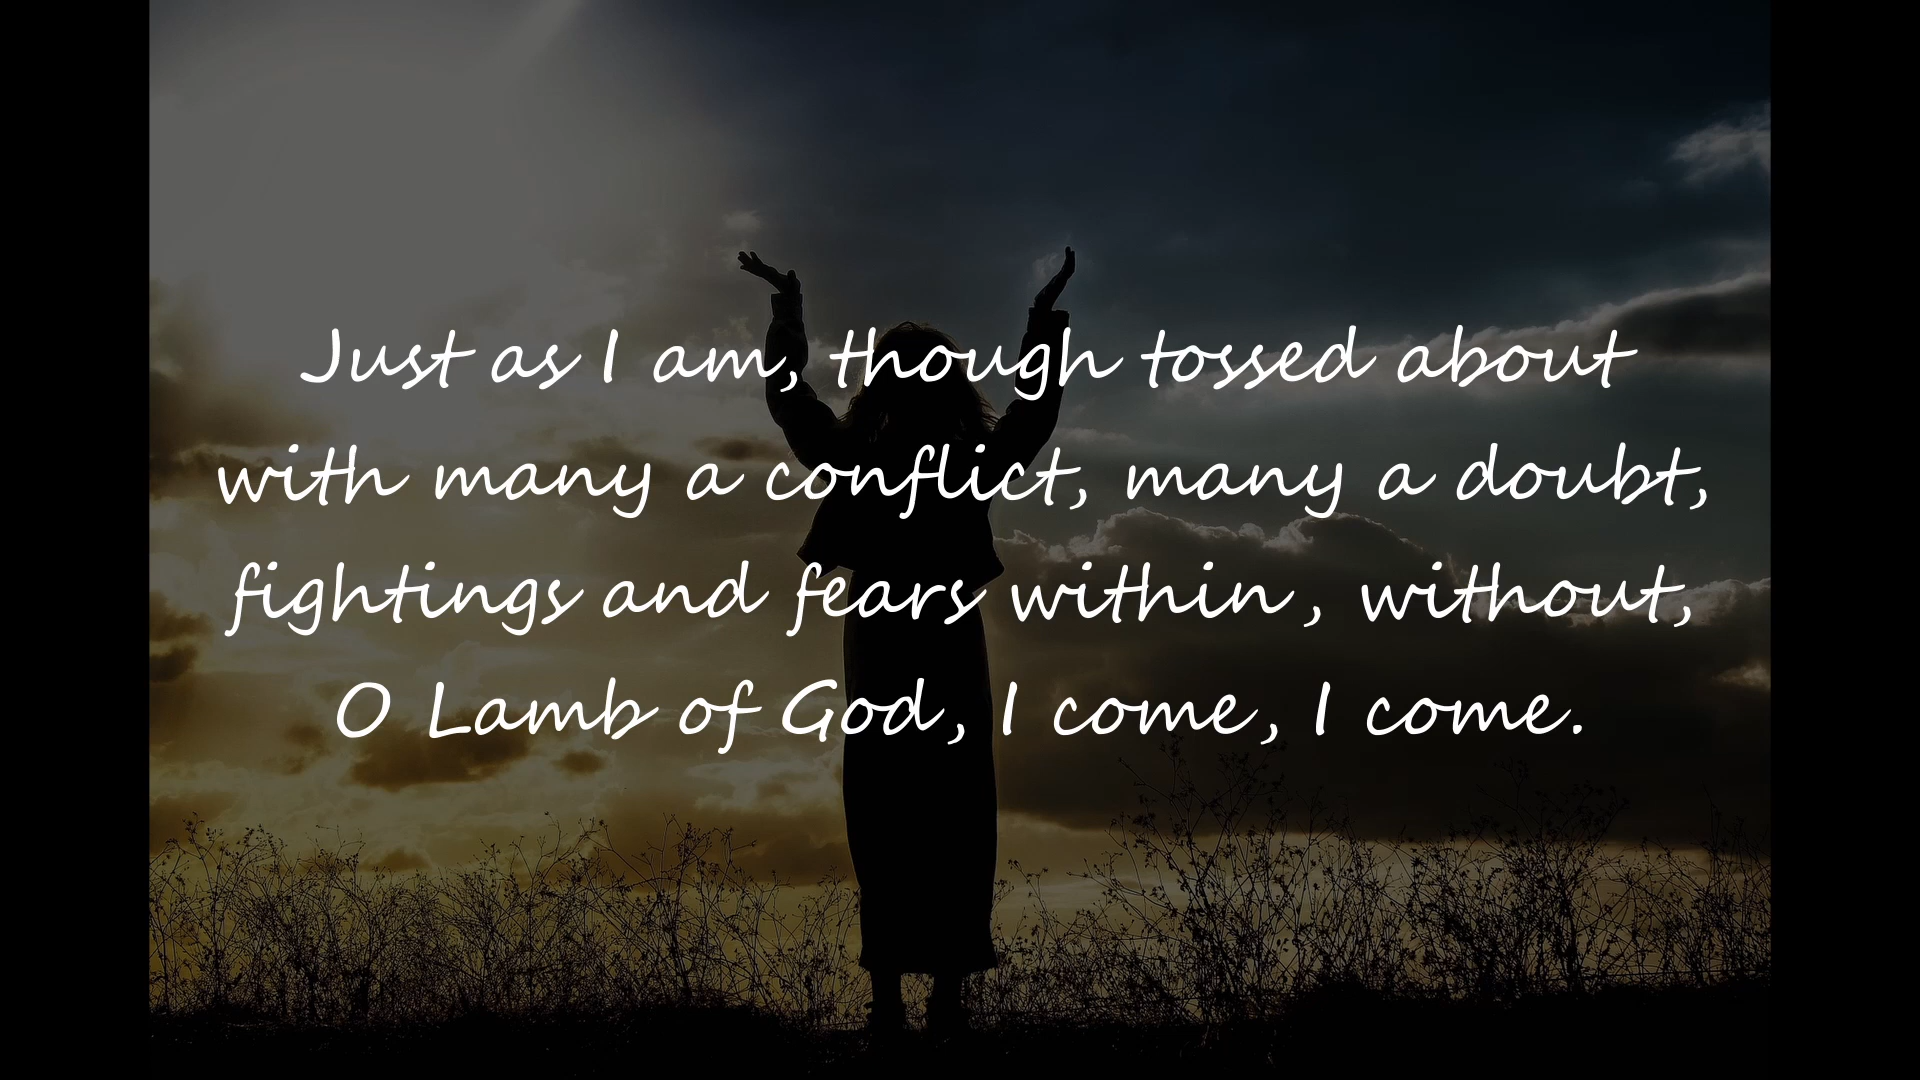 Just as I am, though tossed about
with many a conflict, many a doubt,
fightings and fears within, without,
O Lamb of God, I come, I come.